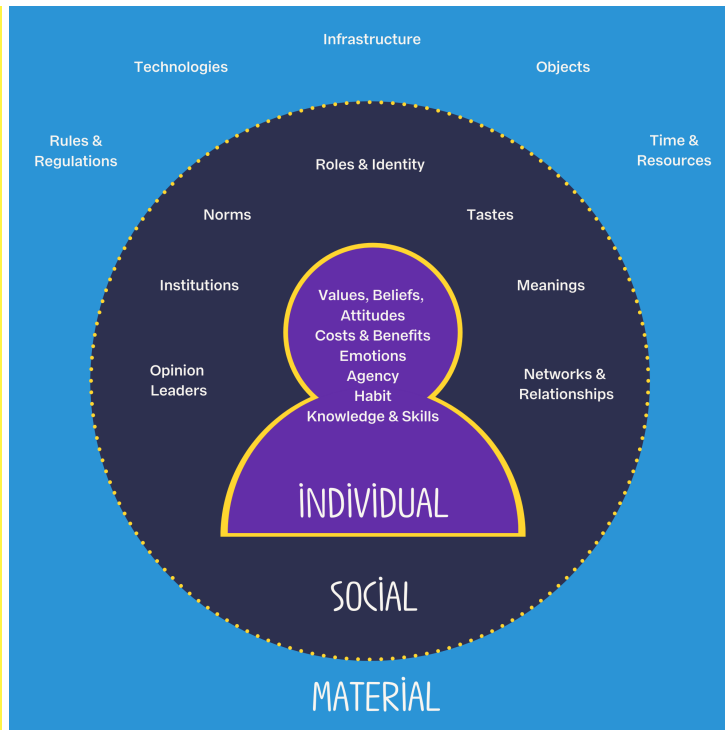 Infrastructure
Technologies
Objects
Rules &
Regulations
Time &
Resources
Roles & Identity
Norms
Tastes
Institutions
Meanings
Values, Beliefs,
Attitudes
Costs & Benefits
Emotions
Agency
Habit
Knowledge & Skills
Opinion
Leaders
Networks &
Relationships
INDIVIDUAL
SOCIAL
MATERIAL